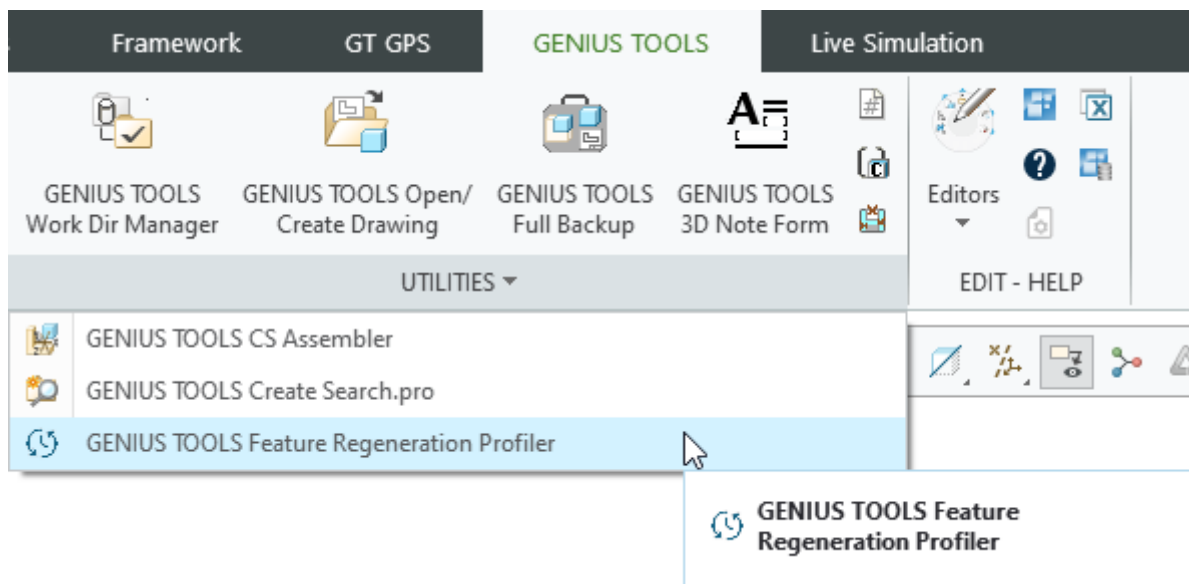 Framework GT GPS GENIUS TOOLS Live Simulation
GENIUS TOOLS
Work Dir Manager
GENIUS TOOLS Open/
Create Drawing
GENIUS TOOLS
Full Backup
GENIUS TOOLS
3D Note Form
Editors
UTILITIES
EDIT - HELP
GENIUS TOOLS CS Assembler
GENIUS TOOLS Create Search.pro
GENIUS TOOLS Feature Regeneration Profiler
GENIUS TOOLS Feature
Regeneration Profiler